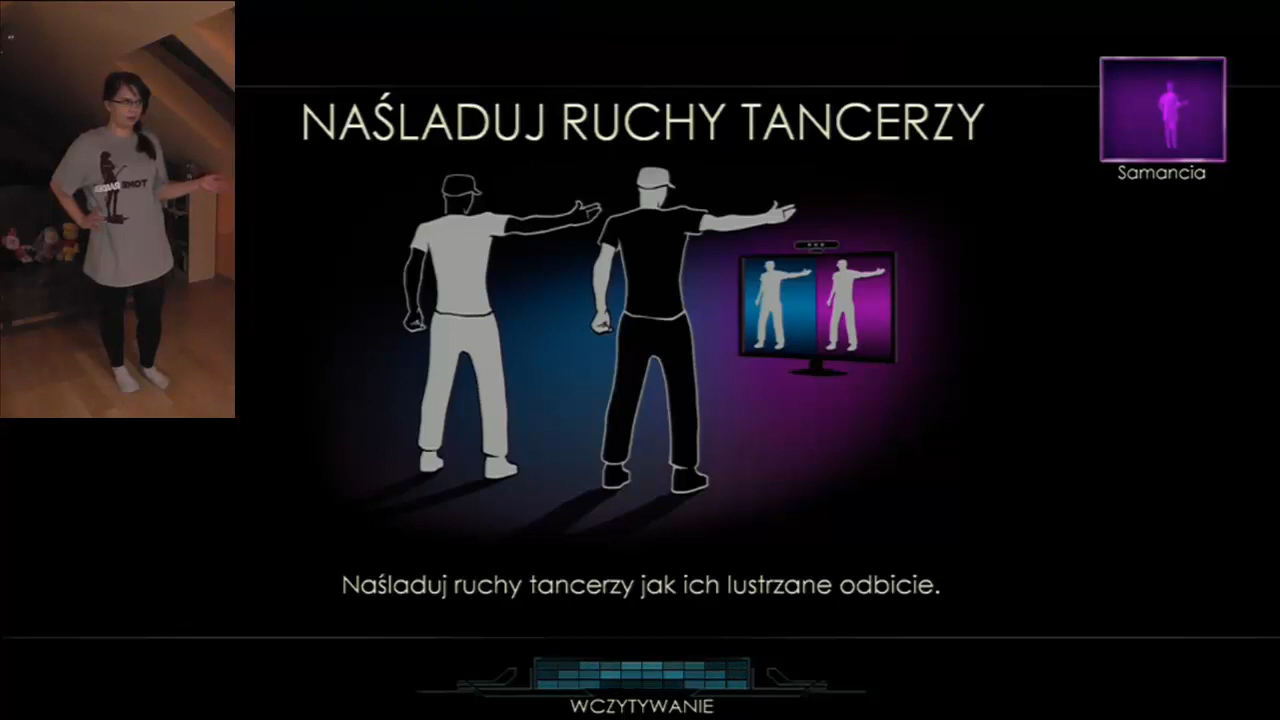 NAŚLADUJ RUCHY TANCERZY
Samancia
Naśladuj ruchy tancerzy jak ich lustrzane odbicie.
WCZYTYWANIE